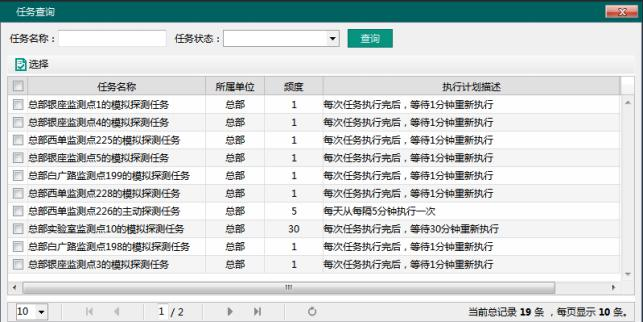 任务查询
任务名称： 任务状态： 查询
选择
任务名称 所属单位 频度 执行计划描述
总部银座监测点1的模拟探测任务 总部 1 每次任务执行完后，等待1分钟重新执行
总部银座监测点4的模拟探测任务 总部 1 每次任务执行完后，等待1分钟重新执行
总部西单监测点225的模拟探测任务 总部 1 每次任务执行完后，等待1分钟重新执行
总部银座监测点5的模拟探测任务 总部 1 每次任务执行完后，等待1分钟重新执行
总部白广路监测点199的模拟探测任务 总部 1 每次任务执行完后，等待1分钟重新执行
总部西单监测点228的模拟探测任务 总部 1 每次任务执行完后，等待1分钟重新执行
总部西单监测点226的主动探测任务 总部 5 每天从每隔5分钟执行一次
总部实验室监测点10的模拟探测任务 总部 30 每次任务执行完后，等待30分钟重新执行
总部白广路监测点198的模拟探测任务 总部 1 每次任务执行完后，等待1分钟重新执行
总部银座监测点3的模拟探测任务 总部 1 每次任务执行完后，等待1分钟重新执行
10 1 / 2 当前总记录 19 条 ，每页显示 10 条。